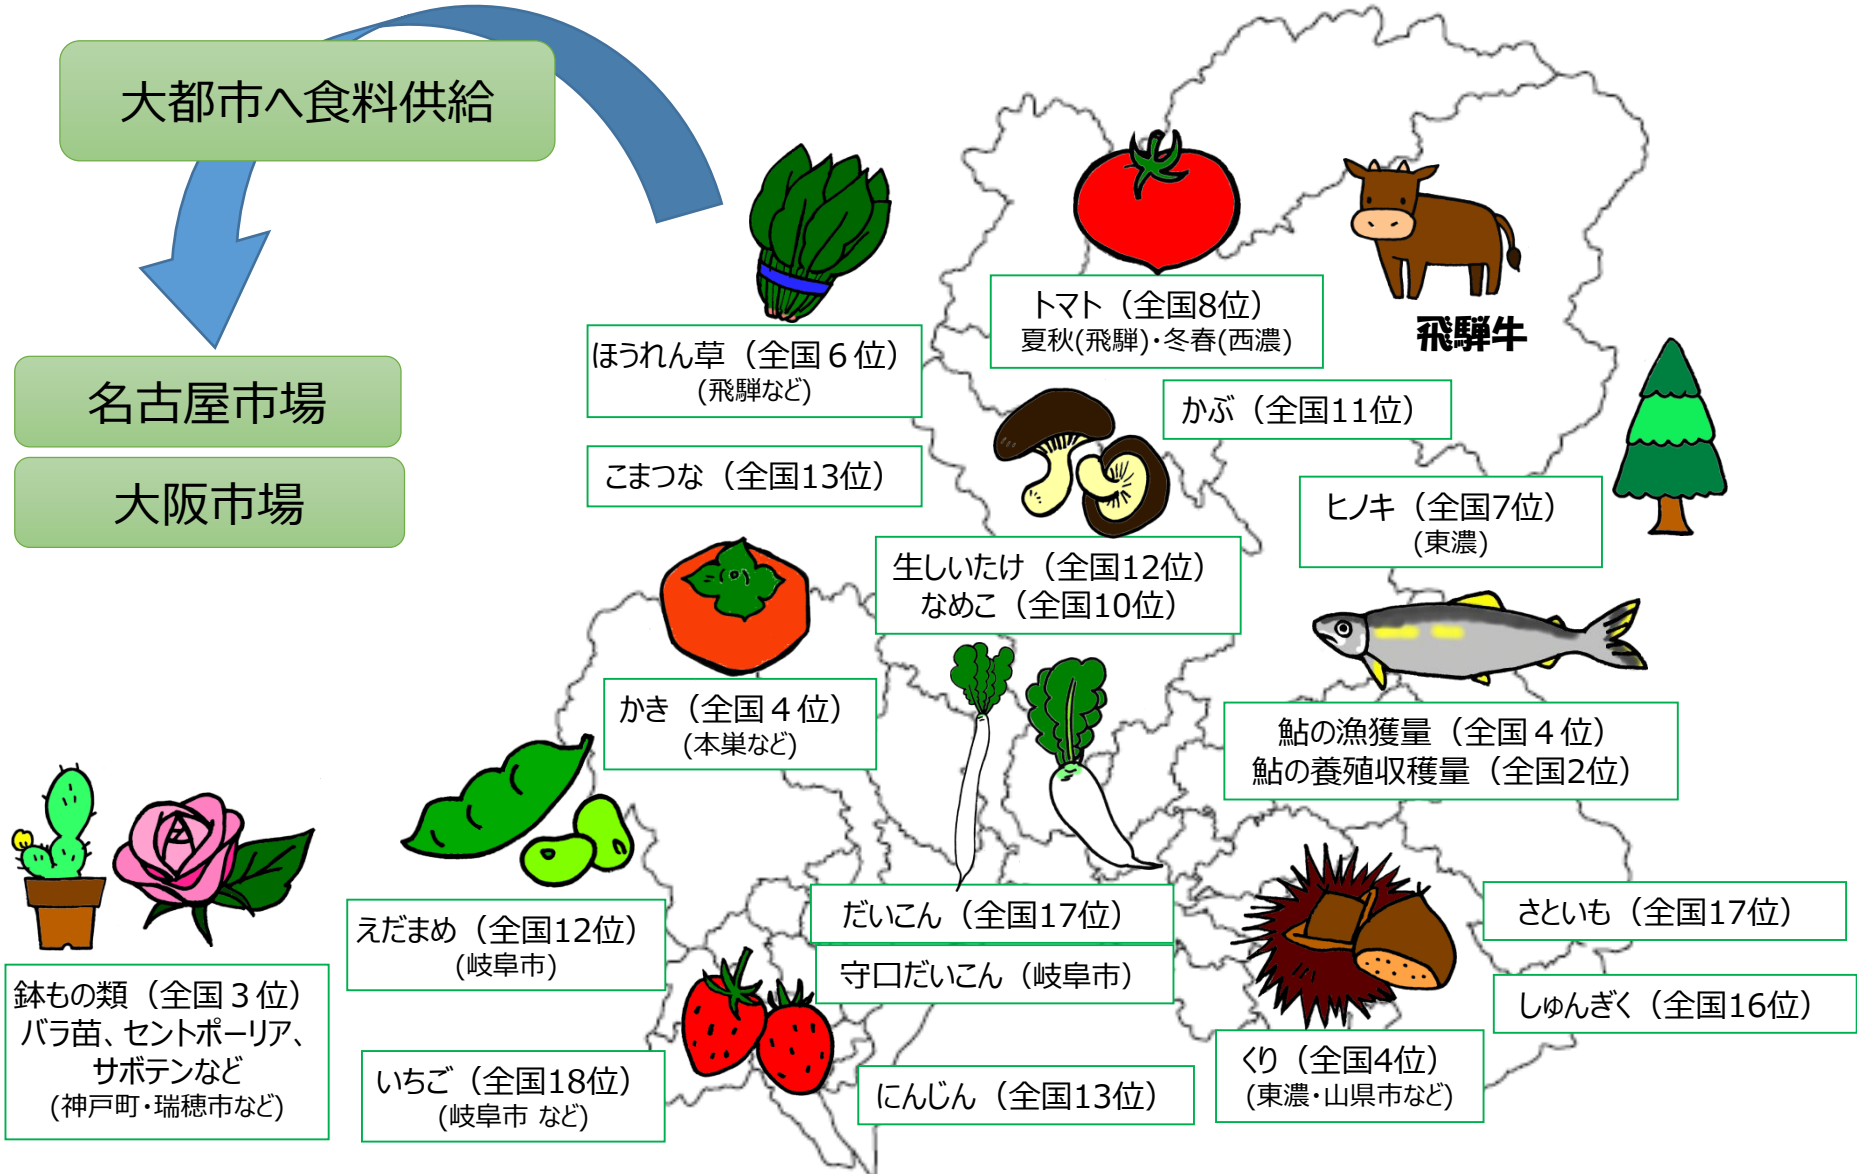 大都市へ食料供給
名古屋市場
大阪市場
ほうれん草（全国６位）
(飛騨など)
こまつな（全国13位）
トマト（全国8位）
夏秋(飛騨)・冬春(西濃)
飛騨牛
かぶ（全国11位）
ヒノキ（全国7位）
(東濃)
生しいたけ（全国12位）
なめこ（全国10位）
かき（全国４位）
(本巣など)
鮎の漁獲量（全国４位）
鮎の養殖収穫量（全国2位）
鉢もの類（全国３位）
バラ苗、セントポーリア、
サボテンなど
(神戸町・瑞穂市など)
えだまめ（全国12位）
(岐阜市)
いちご（全国18位）
(岐阜市 など)
だいこん（全国17位）
守口だいこん（岐阜市）
にんじん（全国13位）
くり（全国4位）
(東濃・山県市など)
さといも（全国17位）
しゅんぎく（全国16位）